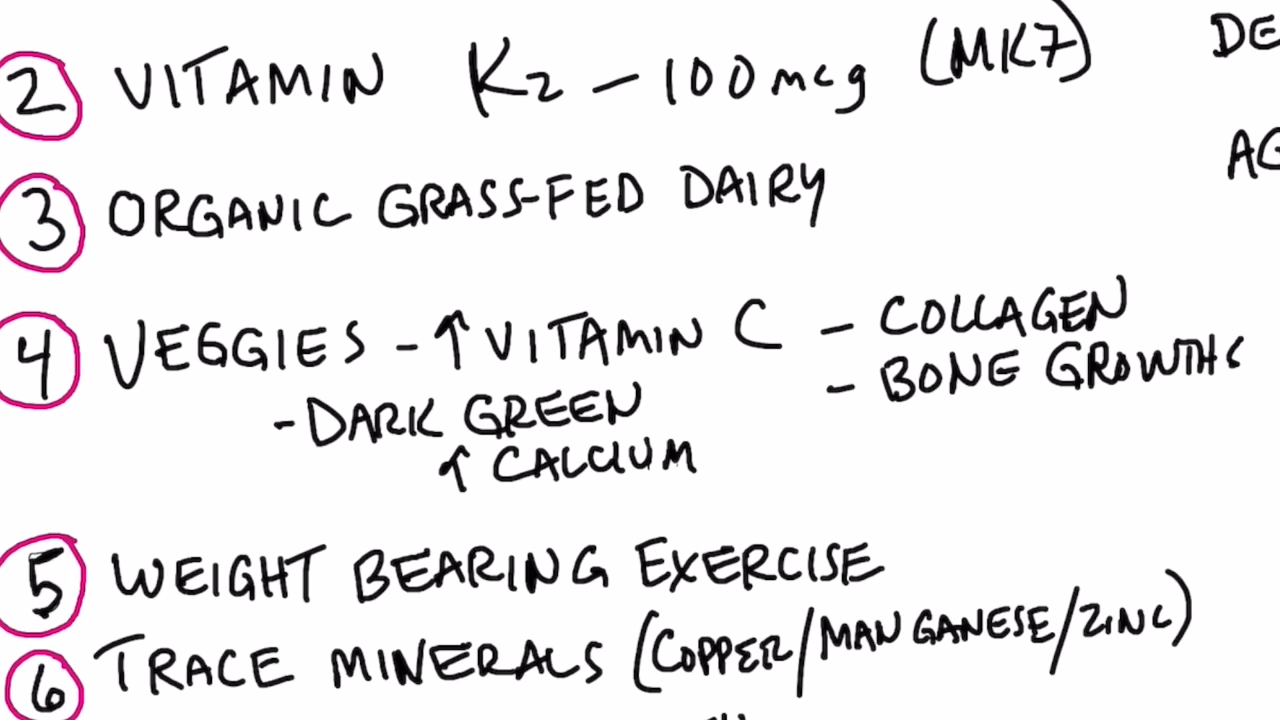 2 VITAMIN K2 - 100mcg (MK7)
3 ORGANIC GRASS-FED DAIRY
4 VEGGIES - ↑ VITAMIN C - COLLAGEN
- BONE GROWTH
- DARK GREEN
↑ CALCIUM
5 WEIGHT BEARING EXERCISE
6 TRACE MINERALS (COPPER/MANGANESE/ZINC)